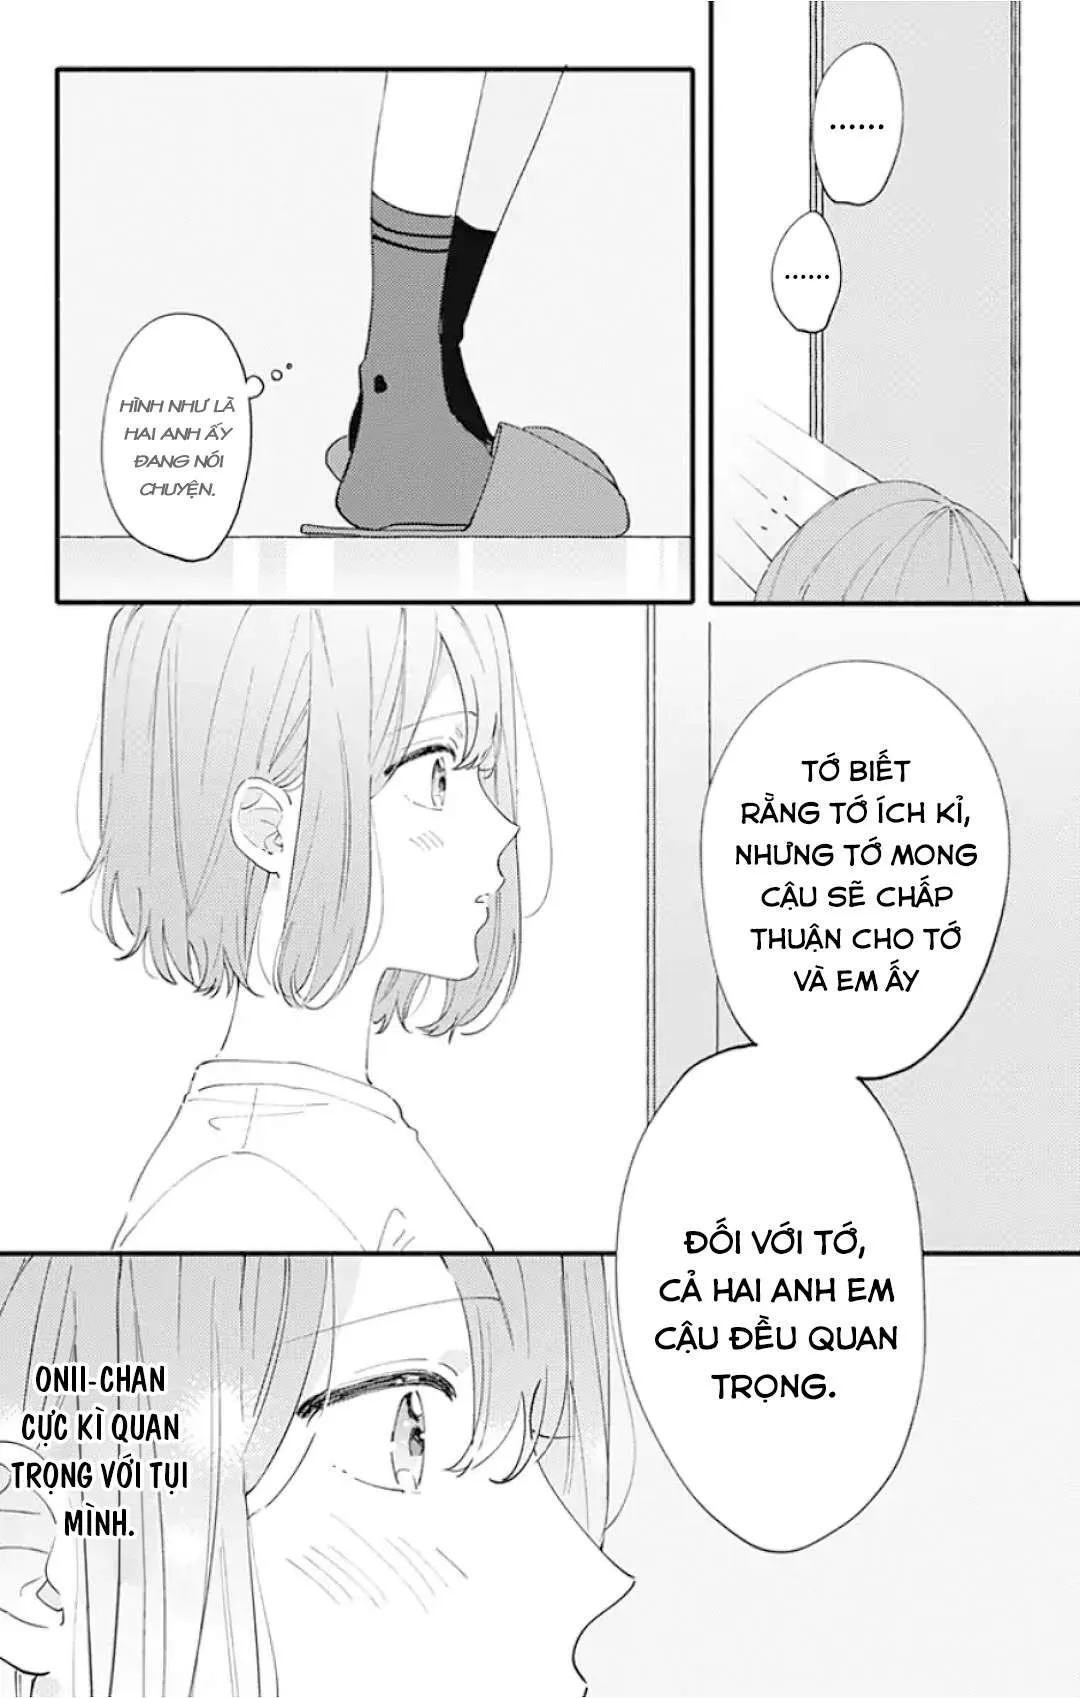 ......
......
HÌNH NHƯ LÀ
HAI ANH ẤY
ĐANG NÓI
CHUYỆN.
TỚ BIẾT
RẰNG TỚ ÍCH KỈ,
NHƯNG TỚ MONG
CẬU SẼ CHẤP
THUẬN CHO TỚ
VÀ EM ẤY
ĐỐI VỚI TỚ,
CẢ HAI ANH EM
CẬU ĐỀU QUAN
TRỌNG.
ONII-CHAN
CỰC KÌ QUAN
TRỌNG VỚI TỤI
MÌNH.